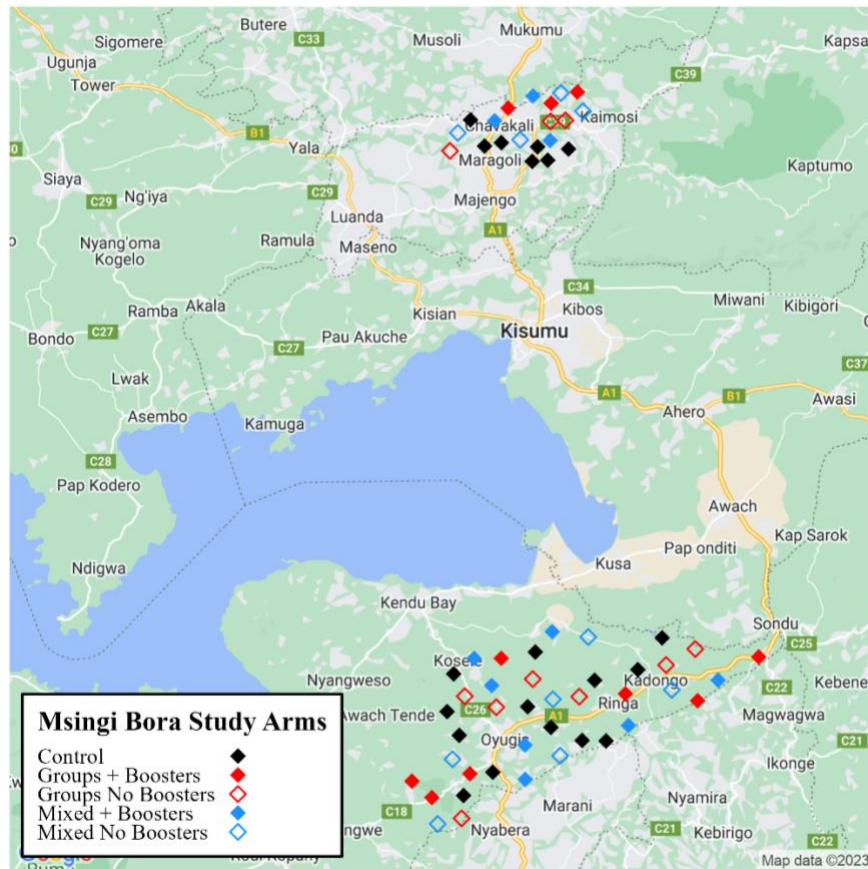 Butere
Sigomere
C33
Musoli
Mukumu
Ugunja
Tower
C39
Kapsa
B1
Chavakali
Kaimosi
Yala
Siaya
Maragoli
Kaptumo
C29
Ng'iya
C29
Majengo
Luanda
Nyang'oma
Kogelo
Ramula
Maseno
A1
C34
Akala
Ramba
Kisian
Kibos
Miwani
Kibigori
Bondo
C27
Pau Akuche
Kisumu
C27
C37
Lwak
A1
B1
Awasi
Asembo
Kamuga
Ahero
C28
Pap Kodero
Awach
Ndigwa
Kusa
Pap onditi
Kap Sarok
Kendu Bay
Sondu
C25
Kosele
Nyangweso
Kadongo
C22
Kebene
Awach Tende
C26
A1
Ringa
Magwagwa
Oyugis
C21
Ikonge
C18
Marani
Nyamira
Nyabera
C21
Kebirigo
C22
Msingi Bora Study Arms
Control
Groups + Boosters
Groups No Boosters
Mixed + Boosters
Mixed No Boosters
Map data ©2023